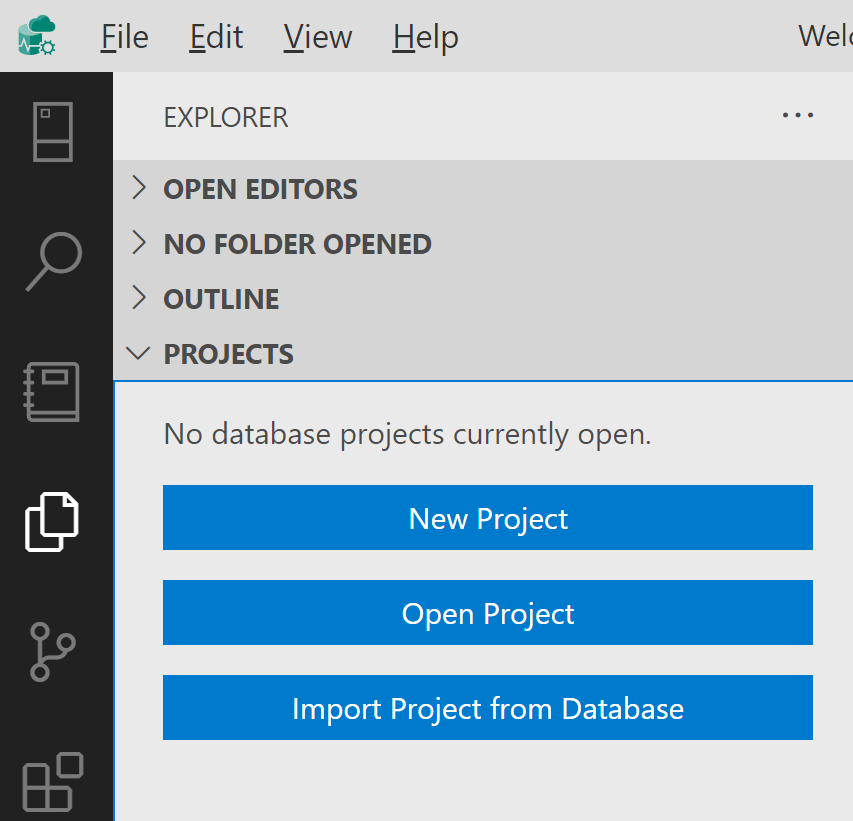 File Edit View Help
EXPLORER
OPEN EDITORS
NO FOLDER OPENED
OUTLINE
PROJECTS
No database projects currently open.
New Project
Open Project
Import Project from Database